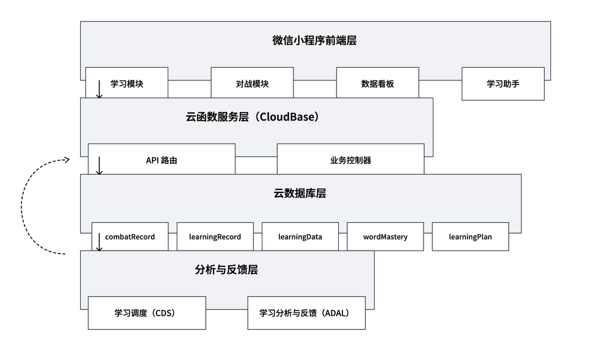 微信小程序前端层
学习模块
对战模块
数据看板
学习助手
云函数服务层（CloudBase）
API 路由
业务控制器
云数据库层
combatRecord
learningRecord
learningData
wordMastery
learningPlan
分析与反馈层
学习调度（CDS）
学习分析与反馈（ADAL）